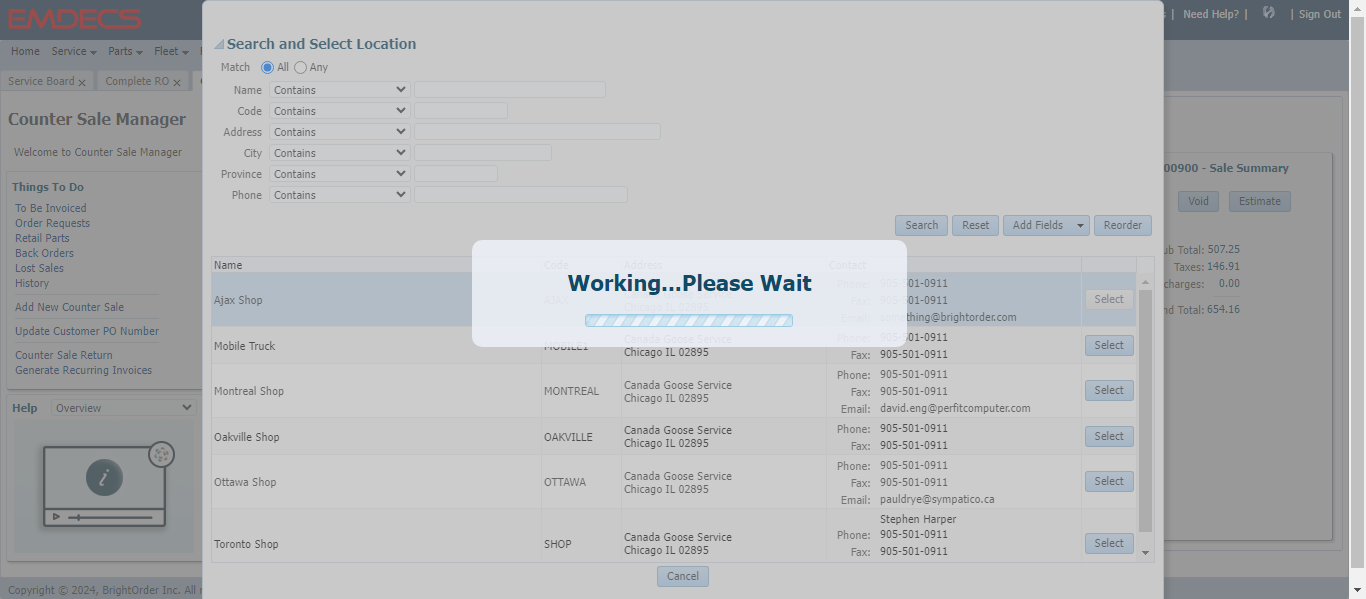 EMDECS
| Need Help? | | Sign Out
Home Service Parts Fleet
Service Board x Complete RO x
Counter Sale Manager
Welcome to Counter Sale Manager
Things To Do
To Be Invoiced
Order Requests
Retail Parts
Back Orders
Lost Sales
History
Add New Counter Sale
Update Customer PO Number
Counter Sale Return
Generate Recurring Invoices
Help Overview
i
Copyright © 2024, BrightOrder Inc. All
Search and Select Location
Match All Any
Name Contains
Code Contains
Address Contains
City Contains
Province Contains
Phone Contains
Search Reset Add Fields Reorder
Name Code Address Contact
Ajax Shop AJAX Chicago IL 02895
Phone: 905-501-0911
Fax: 905-501-0911
Email: something@brightorder.com
Select
Working...Please Wait
Mobile Truck MOBILE1 Canada Goose Service
Chicago IL 02895
Phone: 905-501-0911
Fax: 905-501-0911
Select
Montreal Shop MONTREAL Canada Goose Service
Chicago IL 02895
Phone: 905-501-0911
Fax: 905-501-0911
Email: david.eng@perfitcomputer.com
Select
Oakville Shop OAKVILLE Canada Goose Service
Chicago IL 02895
Phone: 905-501-0911
Fax: 905-501-0911
Select
Ottawa Shop OTTAWA Canada Goose Service
Chicago IL 02895
Phone: 905-501-0911
Fax: 905-501-0911
Email: pauldrye@sympatico.ca
Select
Toronto Shop SHOP Canada Goose Service
Chicago IL 02895
Stephen Harper
Phone: 905-501-0911
Fax: 905-501-0911
Select
Cancel
00900 - Sale Summary
Void Estimate
ub Total: 507.25
Taxes: 146.91
charges: 0.00
nd Total: 654.16